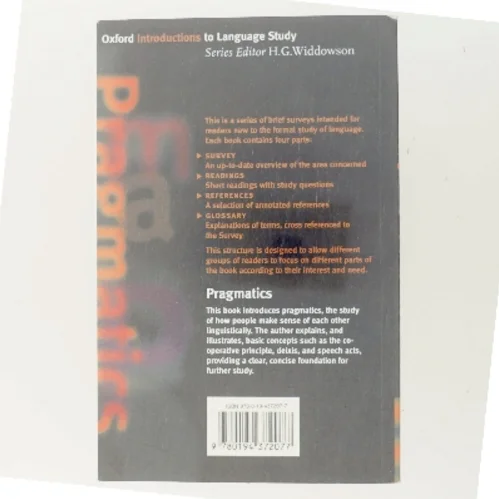 Oxford Introductions to Language Study
Series Editor H.G.Widdowson
Pragmatics
This is a series of brief surveys intended for
readers new to the formal study of language.
Each book contains four parts:
SURVEY
An up-to-date overview of the area concerned
READINGS
Short readings with study questions
REFERENCES
A selection of annotated references
GLOSSARY
Explanations of terms, cross referenced to
the Survey
This structure is designed to allow different
groups of readers to focus on different parts of
the book according to their interest and need.
Pragmatics
This book introduces pragmatics, the study
of how people make sense of each other
linguistically. The author explains, and
illustrates, basic concepts such as the co-
operative principle, deixis, and speech acts,
providing a clear, concise foundation for
further study.
9 780194 372077